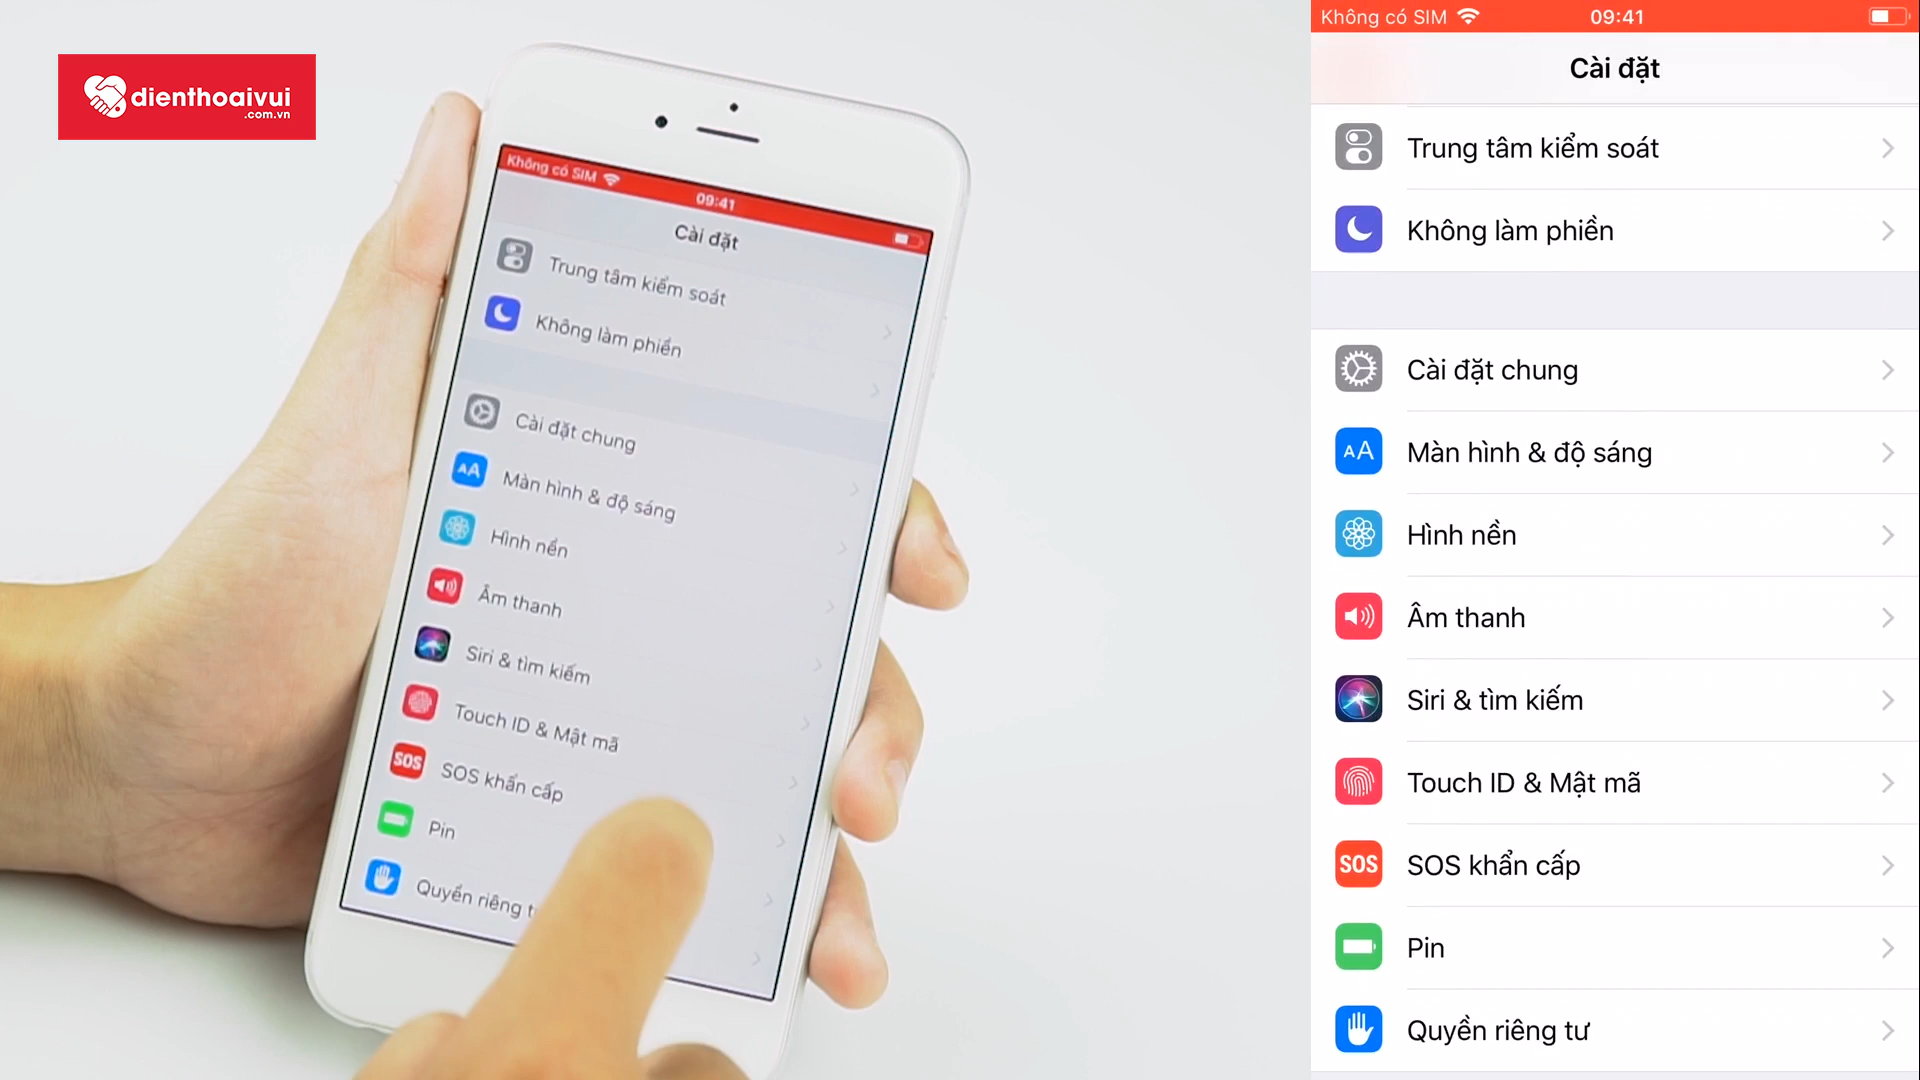 dienthoaivui
.com.vn
Không có SIM
09:41
Cài đặt
Trung tâm kiểm soát
Không làm phiền
Cài đặt chung
AA
Màn hình & độ sáng
Hình nền
Âm thanh
Siri & tìm kiếm
Touch ID & Mật mã
SOS
SOS khẩn cấp
Pin
Quyền riêng t
Không có SIM
09:41
Cài đặt
Trung tâm kiểm soát
Không làm phiền
Cài đặt chung
AA
Màn hình & độ sáng
Hình nền
Âm thanh
Siri & tìm kiếm
Touch ID & Mật mã
SOS
SOS khẩn cấp
Pin
Quyền riêng tư